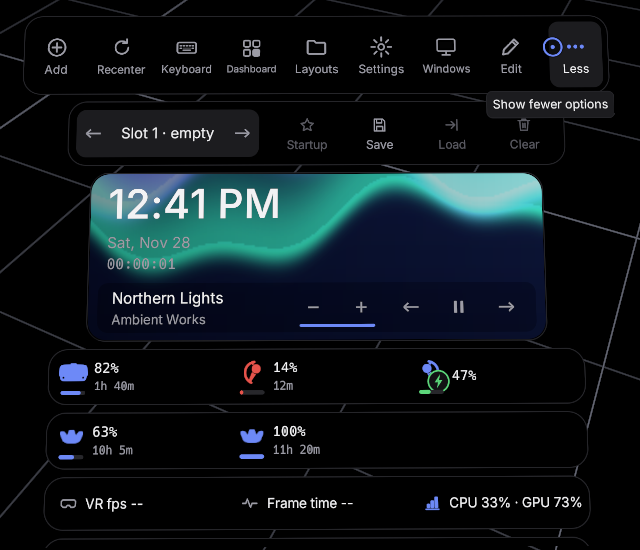 Add Recenter Keyboard Dashboard Layouts Settings Windows Edit Less
Show fewer options
Slot 1 · empty Startup Save Load Clear
12:41 PM
Sat, Nov 28
00:00:01
Northern Lights
Ambient Works
82% 14% 47%
1h 40m 12m
63% 100%
10h 5m 11h 20m
VR fps -- Frame time -- CPU 33% · GPU 73%